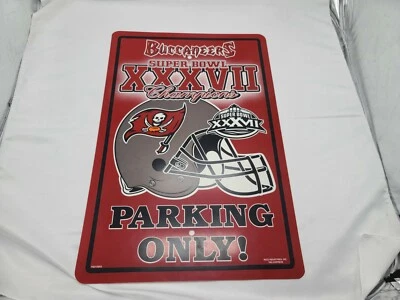 BUCCANEERS
SUPER BOWL
XXXVII
Champions
SUPER BOWL
XXXVII
PARKING
ONLY!